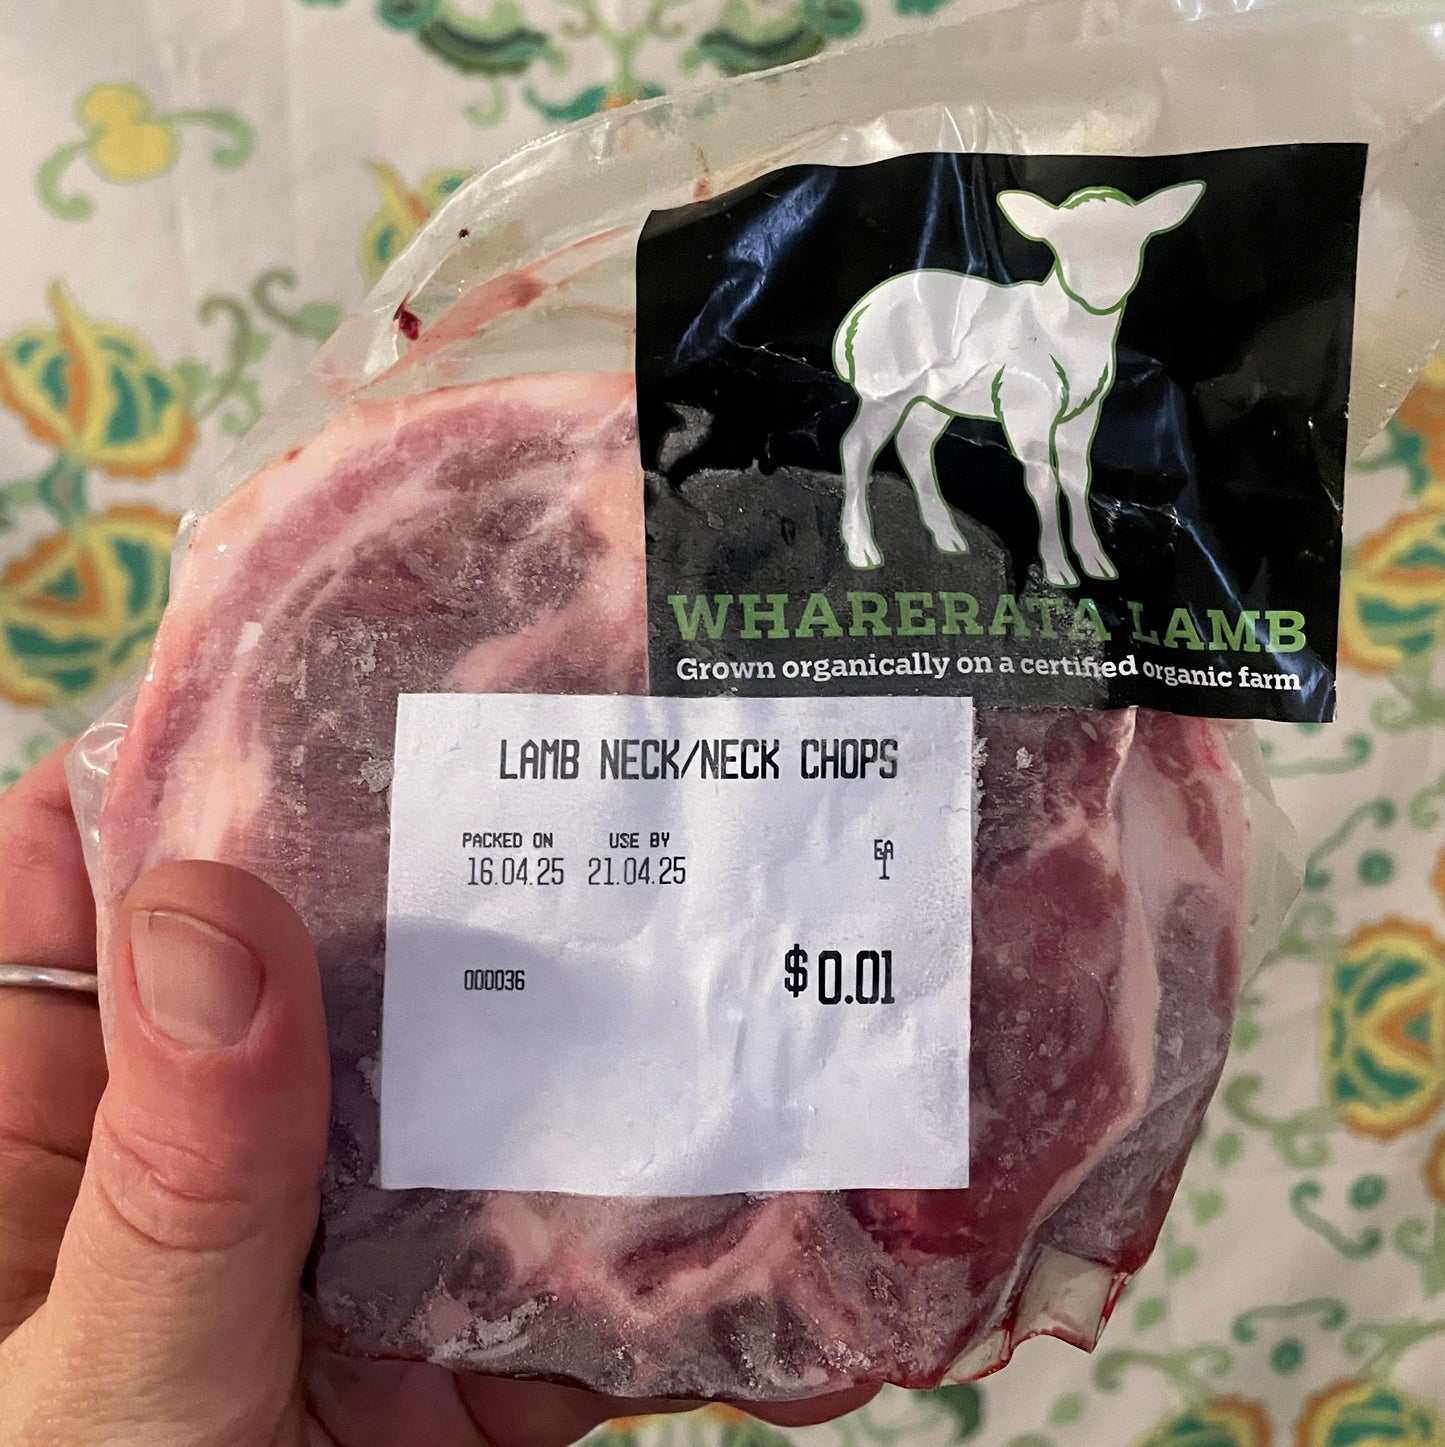 WHARERATA LAMB
Grown organically on a certified organic farm
LAMB NECK/NECK CHOPS
PACKED ON USE BY EA
16.04.25 21.04.25 1
000036 $0.01